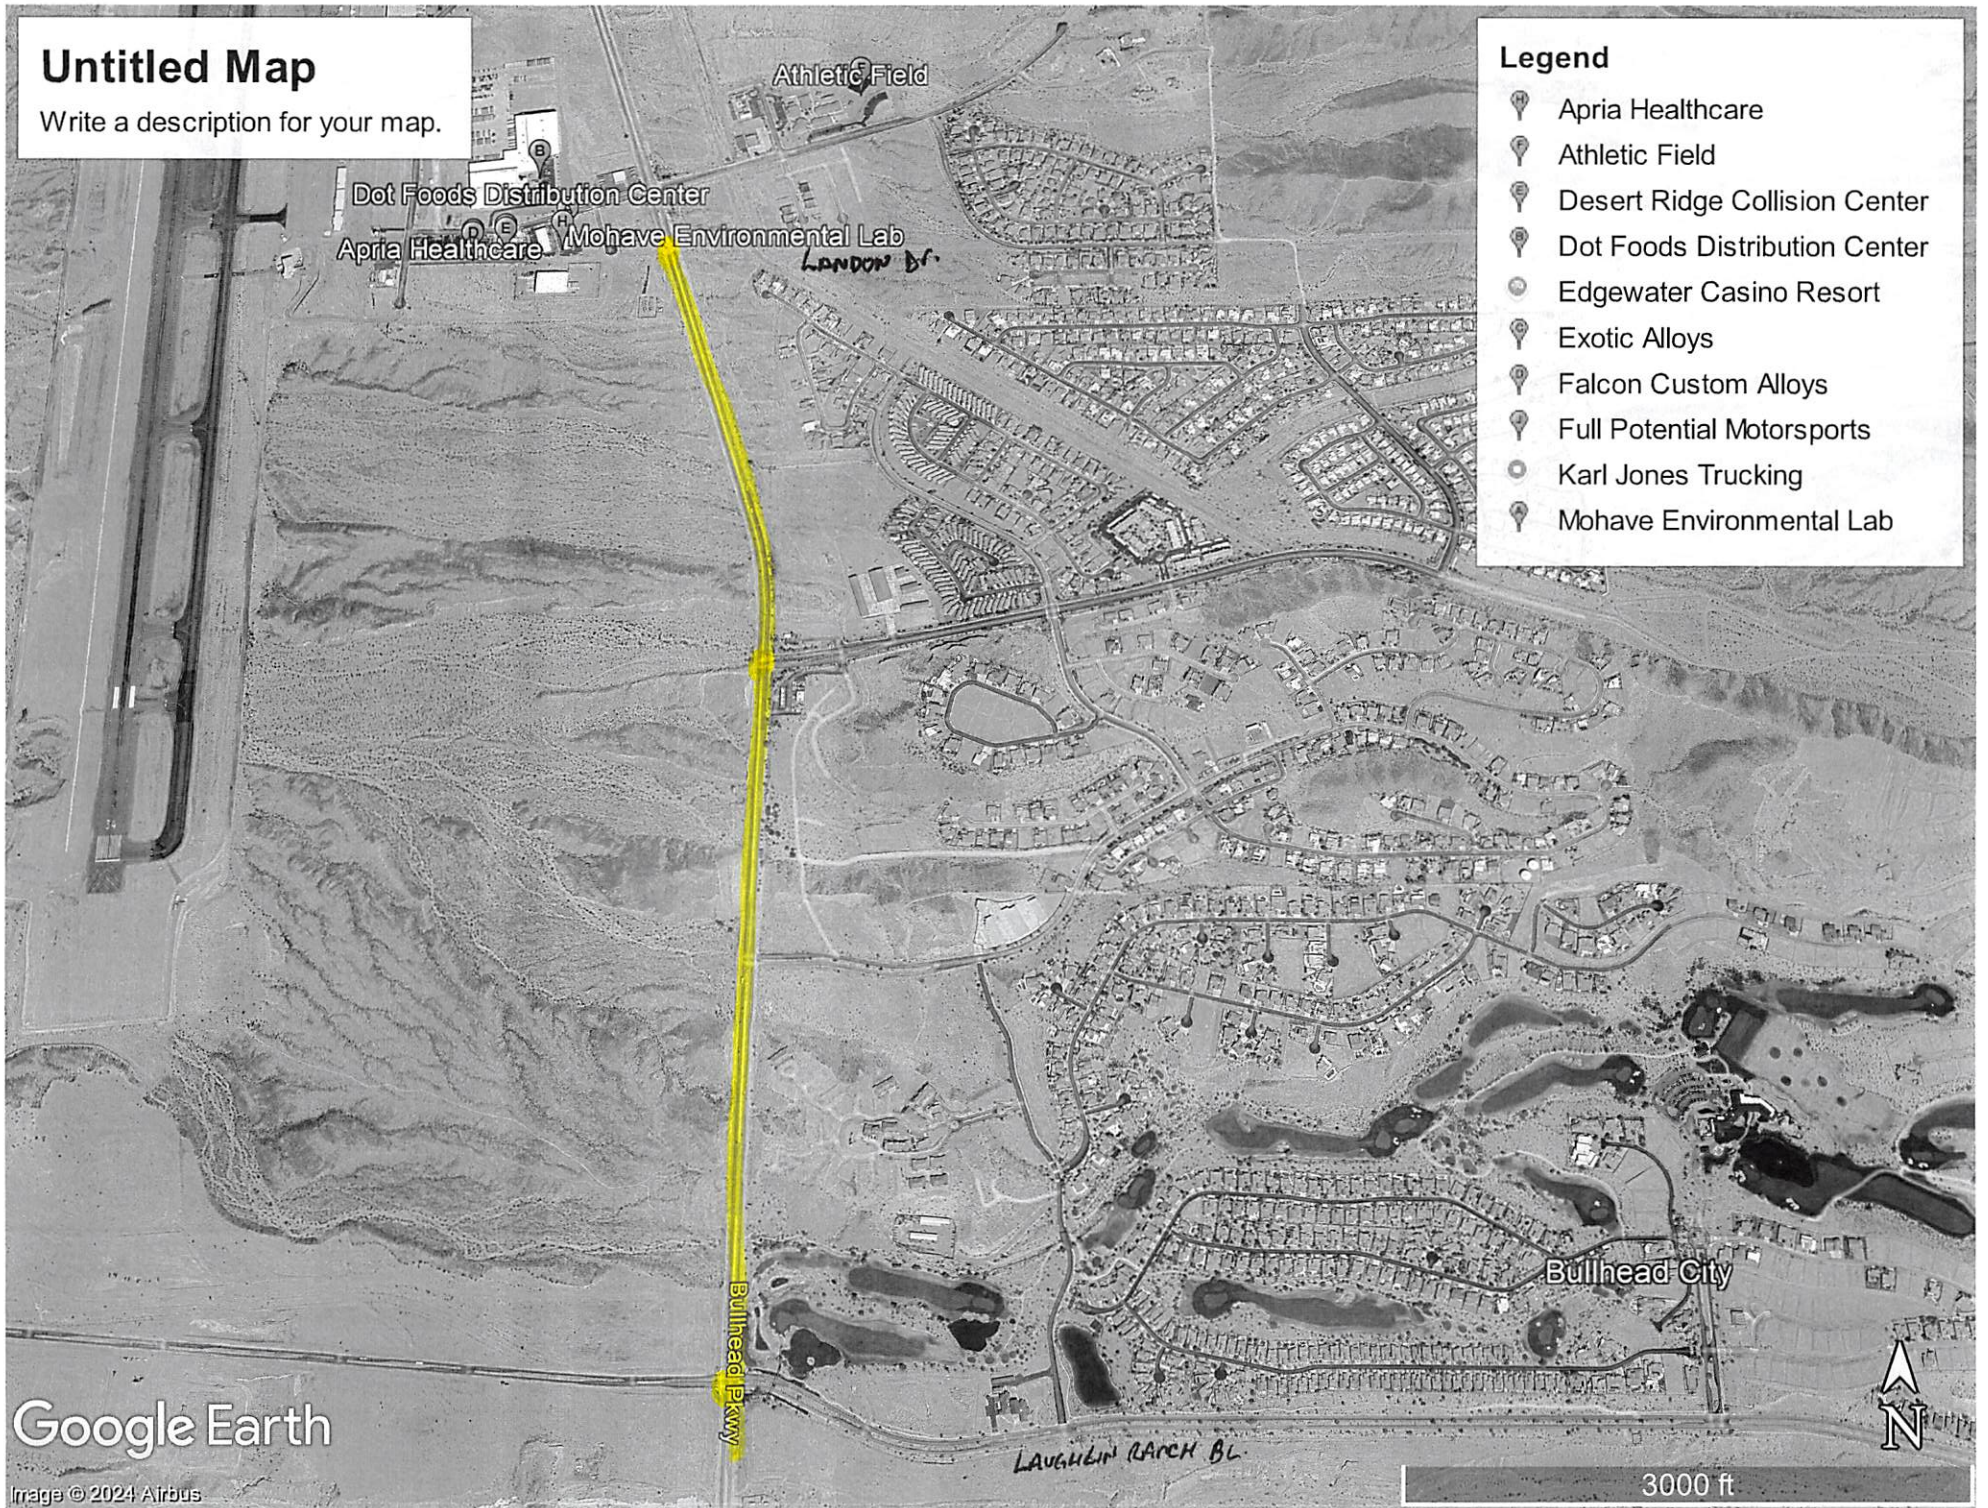 Untitled Map
Write a description for your map.
Legend
H Apria Healthcare
F Athletic Field
E Desert Ridge Collision Center
B Dot Foods Distribution Center
Edgewater Casino Resort
C Exotic Alloys
D Falcon Custom Alloys
J Full Potential Motorsports
Karl Jones Trucking
A Mohave Environmental Lab
F
Athletic Field
B
Dot Foods Distribution Center
D E H
Mohave Environmental Lab
Apria Healthcare
LANDON Dr.
34
Bullhead City
Bullhead Pkwy
LAUGHLIN RANCH BL.
Google Earth
N
3000 ft
Image © 2024 Airbus